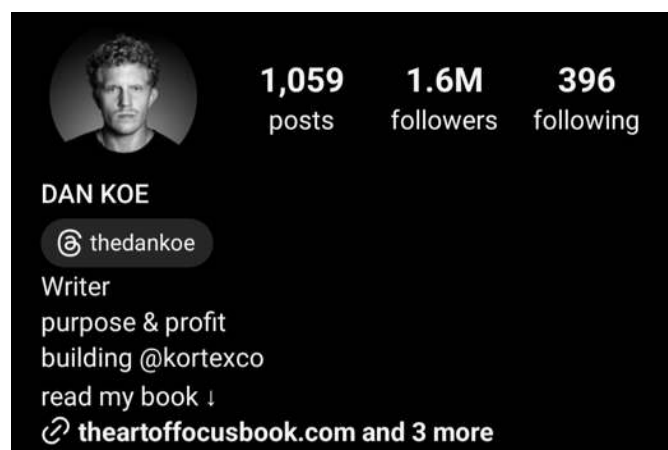 1,059 1.6M 396
posts followers following
DAN KOE
thedankoe
Writer
purpose & profit
building @kortexco
read my book ↓
theartoffocusbook.com and 3 more